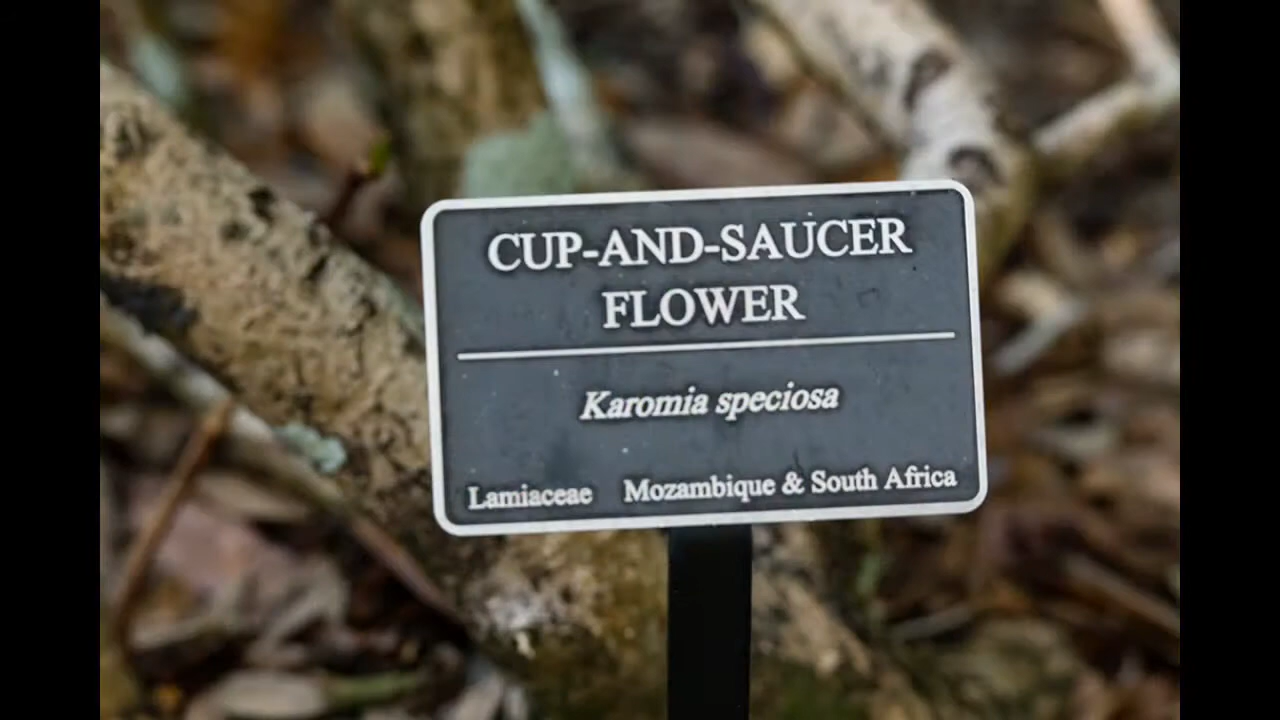 CUP-AND-SAUCER
FLOWER
Karomia speciosa
Lamiaceae Mozambique & South Africa